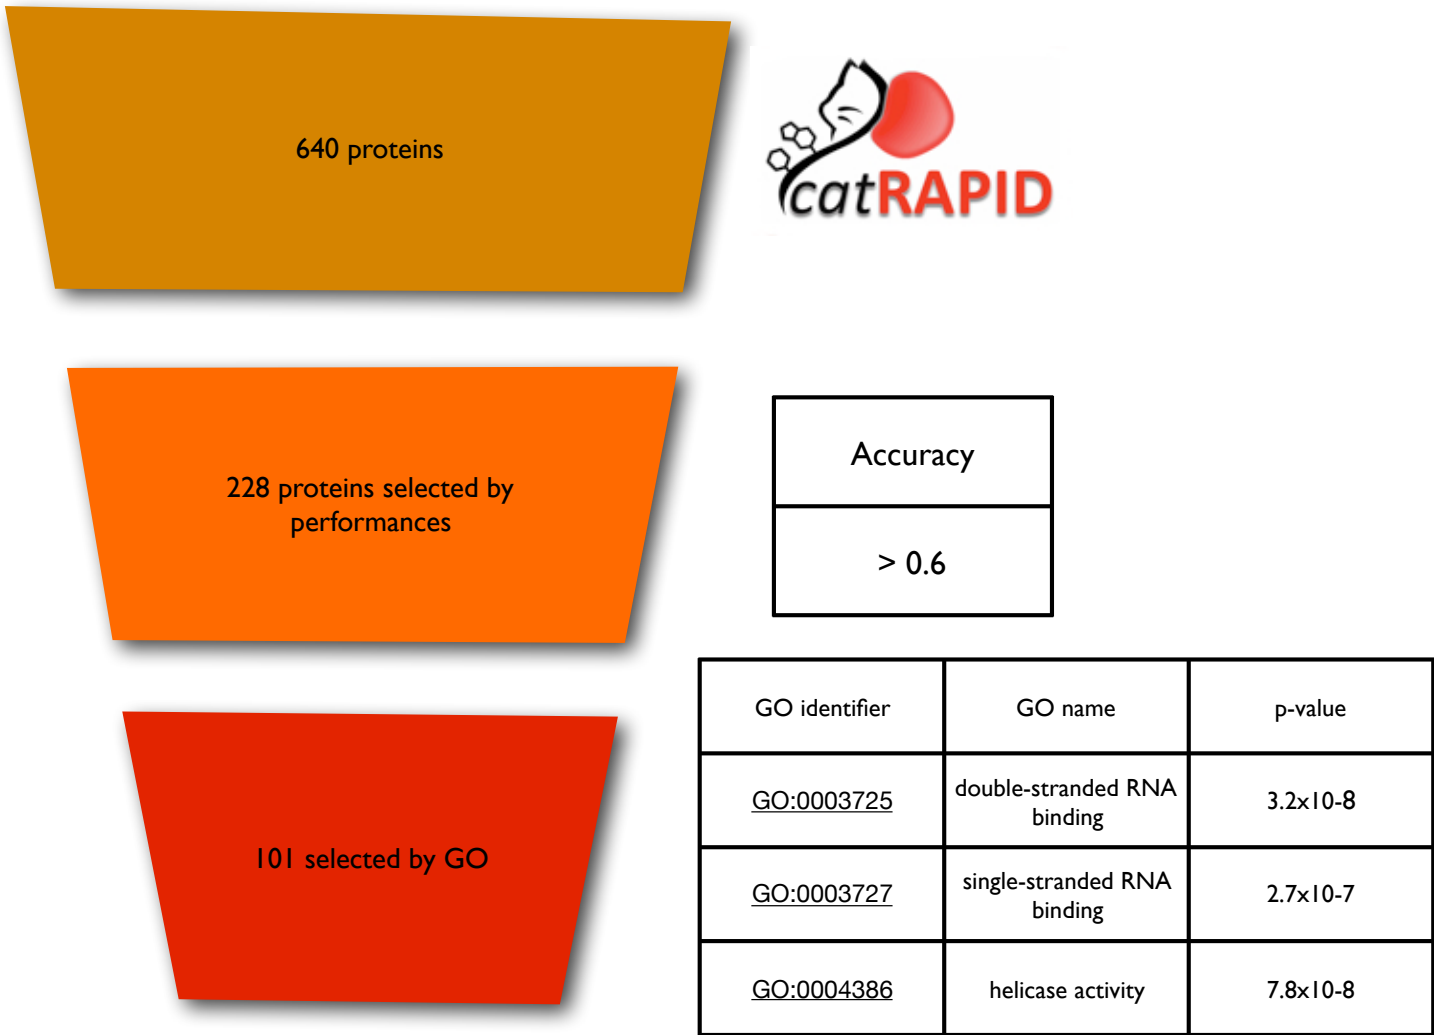 640 proteins
catRAPID
228 proteins selected by
performances
Accuracy
> 0.6
101 selected by GO
GO identifier
GO name
p-value
GO:0003725
double-stranded RNA
binding
3.2x10-8
GO:0003727
single-stranded RNA
binding
2.7x10-7
GO:0004386
helicase activity
7.8x10-8